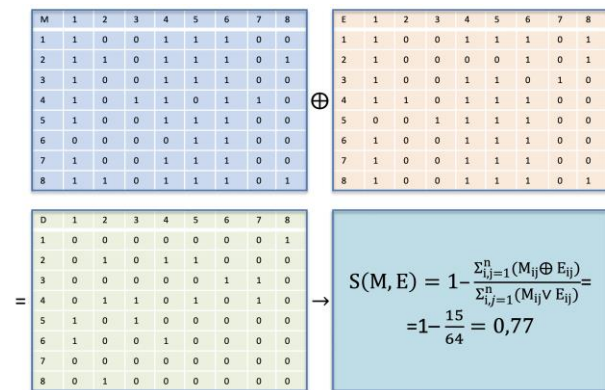 M 1 2 3 4 5 6 7 8
1 1 0 0 1 1 1 0 0
2 1 1 0 1 1 1 0 1
3 1 0 0 1 1 1 0 0
4 1 0 1 1 0 1 1 0
5 1 0 0 1 1 1 0 0
6 0 0 0 0 1 1 0 0
7 1 0 0 1 1 1 0 0
8 1 1 0 1 1 1 0 1
⊕
E 1 2 3 4 5 6 7 8
1 1 0 0 1 1 1 0 1
2 1 0 0 0 0 1 0 1
3 1 0 0 1 1 0 1 0
4 1 1 0 1 1 1 0 0
5 0 0 1 1 1 1 0 0
6 1 0 0 1 1 1 0 0
7 1 0 0 1 1 1 0 0
8 1 0 0 1 1 1 0 1
=
D 1 2 3 4 5 6 7 8
1 0 0 0 0 0 0 0 1
2 0 1 0 1 1 0 0 0
3 0 0 0 0 0 1 1 0
4 0 1 1 0 1 0 1 0
5 1 0 1 0 0 0 0 0
6 1 0 0 1 0 0 0 0
7 0 0 0 0 0 0 0 0
8 0 1 0 0 0 0 0 0
→
S(M, E) = 1- Σⁿi,j=1(Mij⊕ Eij) / Σⁿi,j=1(Mij∨ Eij) =
=1− 15/64 = 0,77